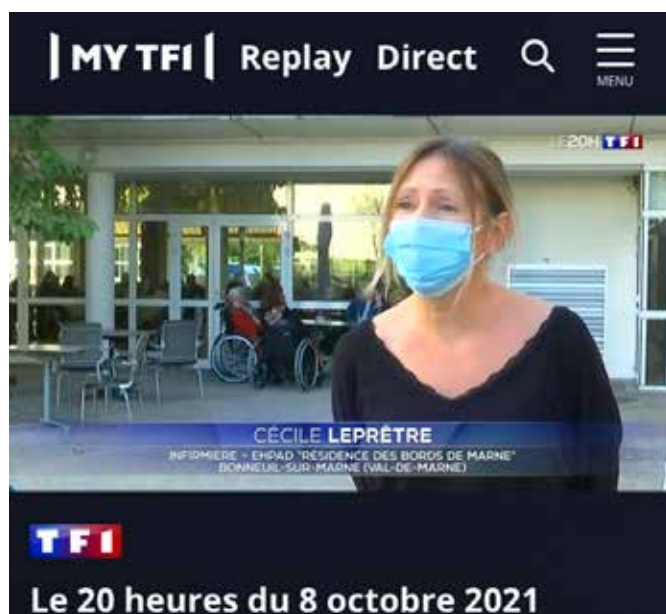 MY TF1 Replay Direct
MENU
LE20H TF1
CÉCILE LEPRÊTRE
INFIRMIÈRE - EHPAD "RÉSIDENCE DES BORDS DE MARNE"
BONNEUIL-SUR-MARNE (VAL-DE-MARNE)
TF1
Le 20 heures du 8 octobre 2021